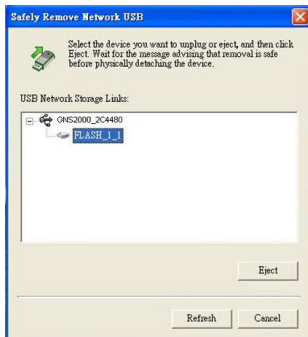 Safely Remove Network USB
Select the device you want to unplug or eject, and then click
Eject. Wait for the message advising that removal is safe
before physically detaching the device.
USB Network Storage Links:
GNS2000_2C4480
FLASH_1_1
Eject
Refresh
Cancel